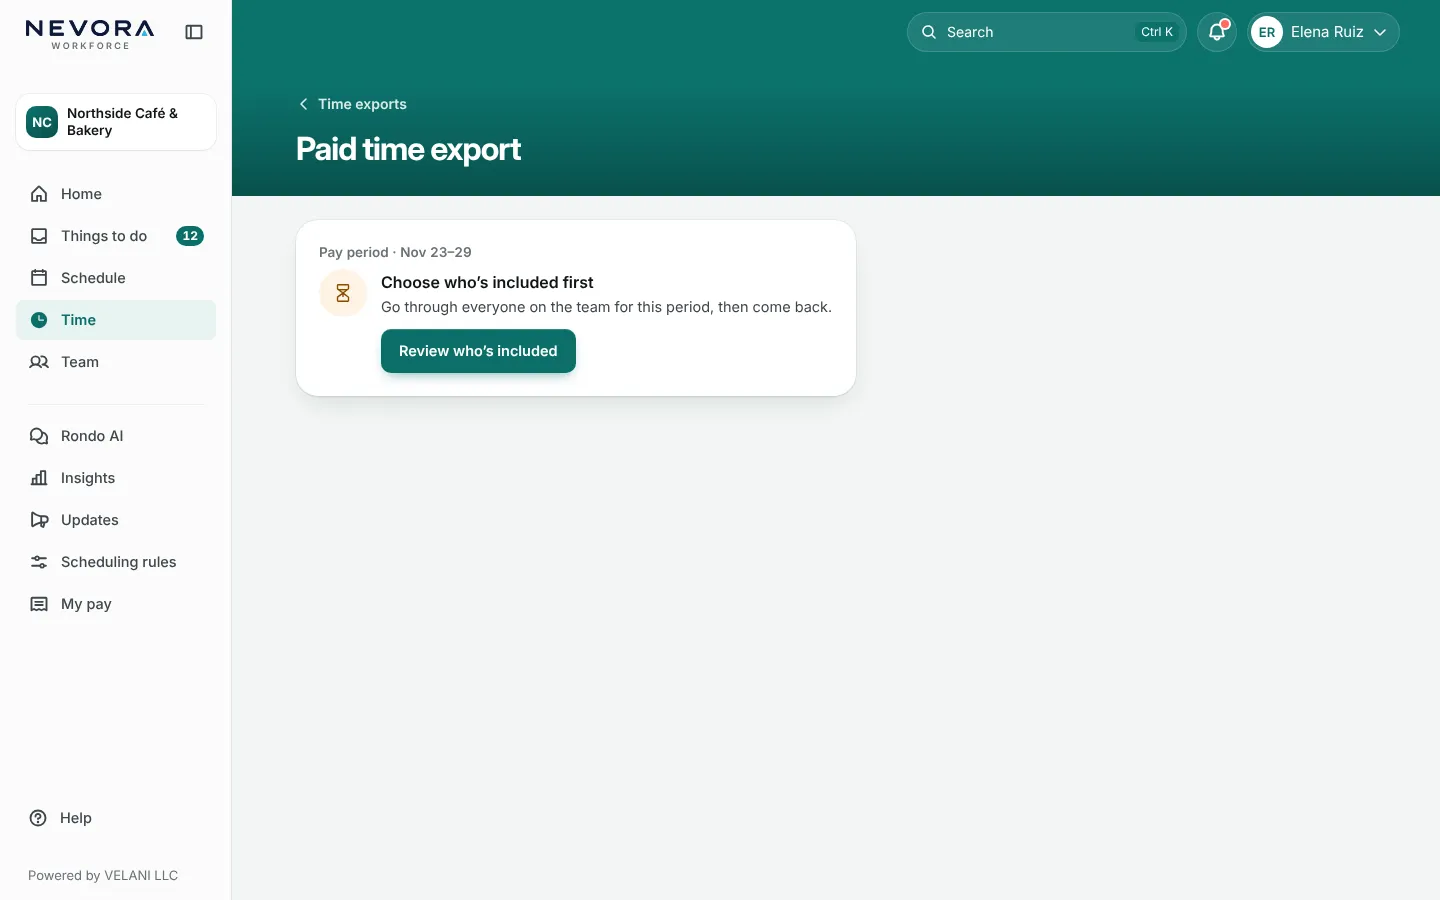 NEVORA
WORKFORCE
Northside Café &
Bakery
NC
Home
Things to do 12
Schedule
Time
Team
Rondo AI
Insights
Updates
Scheduling rules
My pay
Help
Powered by VELANI LLC
Search Ctrl K
ER Elena Ruiz
Time exports
Paid time export
Pay period · Nov 23–29
Choose who’s included first
Go through everyone on the team for this period, then come back.
Review who’s included